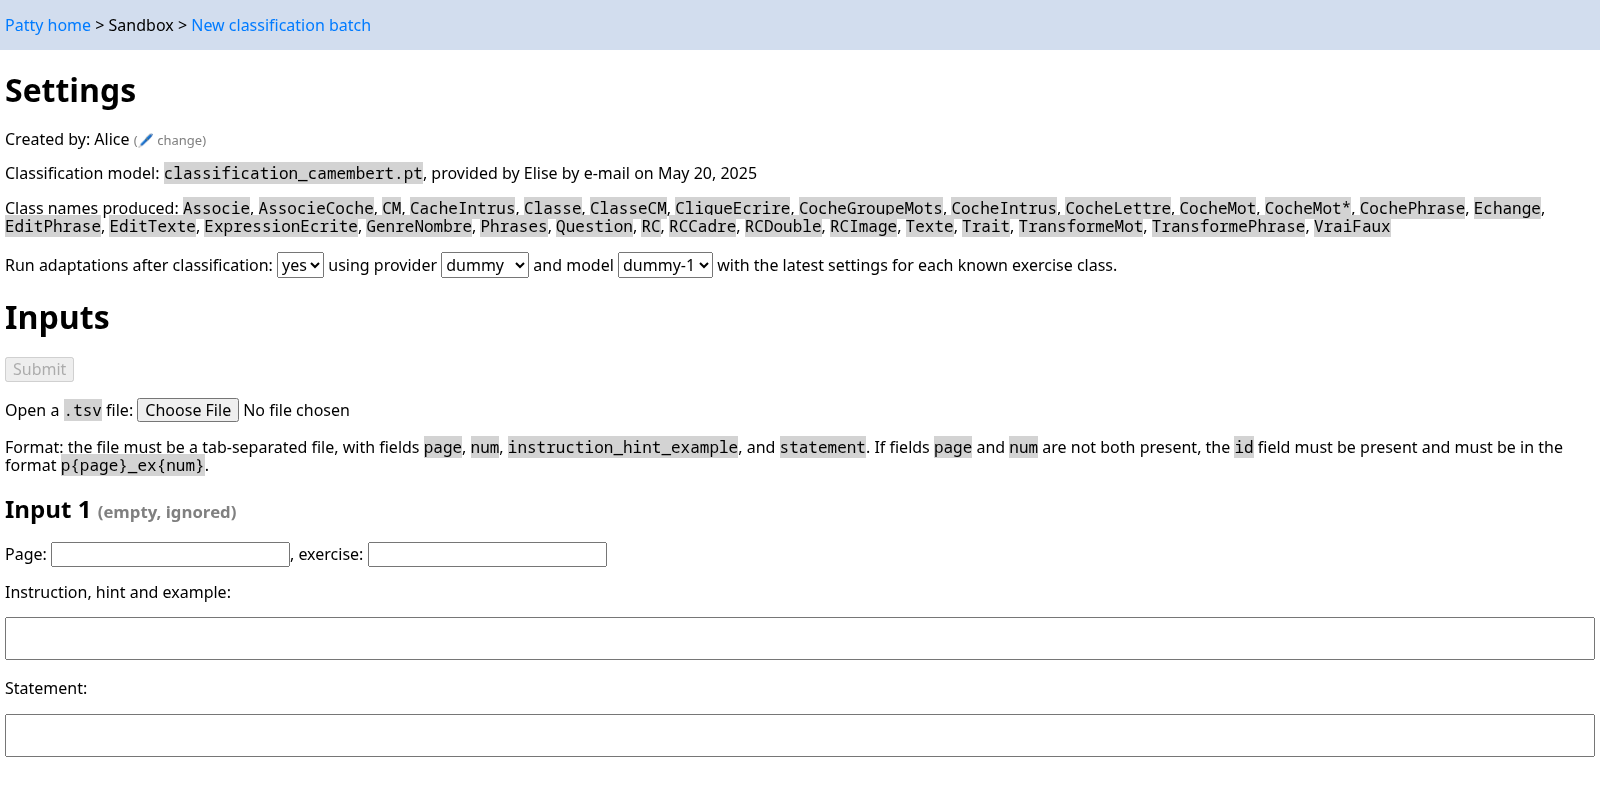 Patty home > Sandbox > New classification batch
Settings
Created by: Alice (🖊️ change)
Classification model: classification_camembert.pt, provided by Elise by e-mail on May 20, 2025
Class names produced: Associe, AssocieCoche, CM, CacheIntrus, Classe, ClasseCM, CliqueEcrire, CocheGroupeMots, CocheIntrus, CocheLettre, CocheMot, CocheMot*, CochePhrase, Echange,
EditPhrase, EditTexte, ExpressionEcrite, GenreNombre, Phrases, Question, RC, RCCadre, RCDouble, RCImage, Texte, Trait, TransformeMot, TransformePhrase, VraiFaux
Run adaptations after classification: yes using provider dummy and model dummy-1 with the latest settings for each known exercise class.
Inputs
Submit
Open a .tsv file: Choose File No file chosen
Format: the file must be a tab-separated file, with fields page, num, instruction_hint_example, and statement. If fields page and num are not both present, the id field must be present and must be in the
format p{page}_ex{num}.
Input 1 (empty, ignored)
Page: , exercise:
Instruction, hint and example:
Statement: